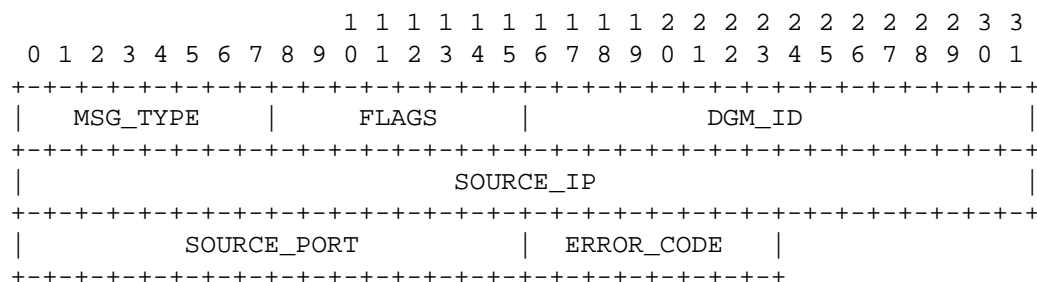 1 1 1 1 1 1 1 1 1 1 2 2 2 2 2 2 2 2 2 2 3 3
 0 1 2 3 4 5 6 7 8 9 0 1 2 3 4 5 6 7 8 9 0 1 2 3 4 5 6 7 8 9 0 1
+-+-+-+-+-+-+-+-+-+-+-+-+-+-+-+-+-+-+-+-+-+-+-+-+-+-+-+-+-+-+-+-+
|   MSG_TYPE    |     FLAGS     |           DGM_ID              |
+-+-+-+-+-+-+-+-+-+-+-+-+-+-+-+-+-+-+-+-+-+-+-+-+-+-+-+-+-+-+-+-+
|                           SOURCE_IP                           |
+-+-+-+-+-+-+-+-+-+-+-+-+-+-+-+-+-+-+-+-+-+-+-+-+-+-+-+-+-+-+-+-+
|          SOURCE_PORT          |  ERROR_CODE   |
+-+-+-+-+-+-+-+-+-+-+-+-+-+-+-+-+-+-+-+-+-+-+-+-+